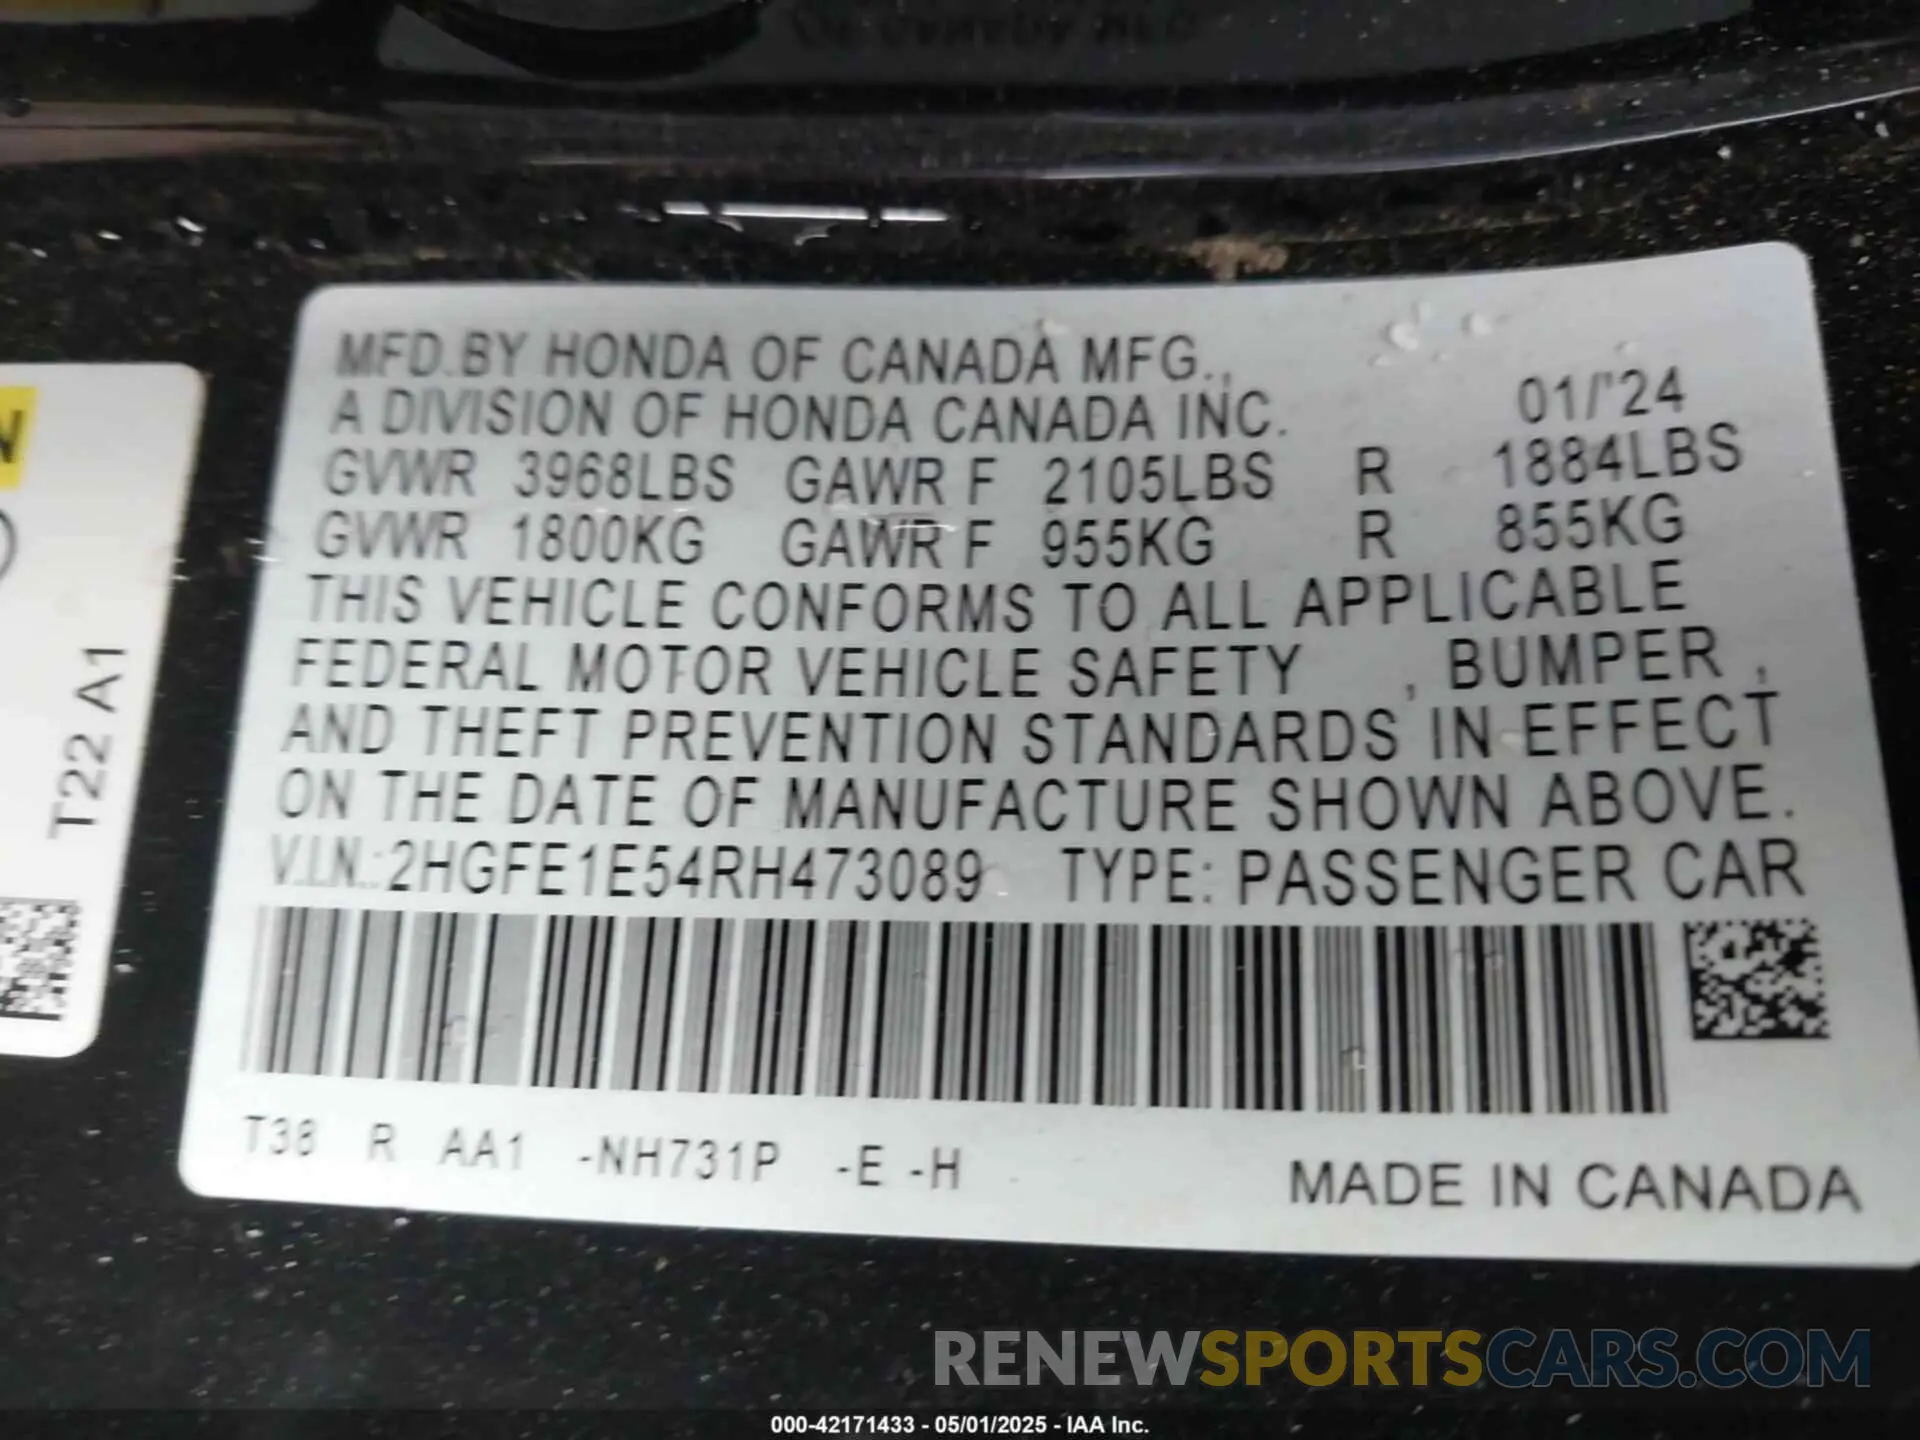 MFD.BY HONDA OF CANADA MFG.,
A DIVISION OF HONDA CANADA INC. 01/'24
GVWR 3968LBS GAWR F 2105LBS R 1884LBS
GVWR 1800KG GAWR F 955KG R 855KG
THIS VEHICLE CONFORMS TO ALL APPLICABLE
FEDERAL MOTOR VEHICLE SAFETY , BUMPER ,
AND THEFT PREVENTION STANDARDS IN EFFECT
ON THE DATE OF MANUFACTURE SHOWN ABOVE.
V.I.N.:2HGFE1E54RH473089 TYPE: PASSENGER CAR
T38 R AA1 -NH731P -E -H
MADE IN CANADA
T22 A1
RENEWSPORTSCARS.COM
000-42171433 - 05/01/2025 - IAA Inc.